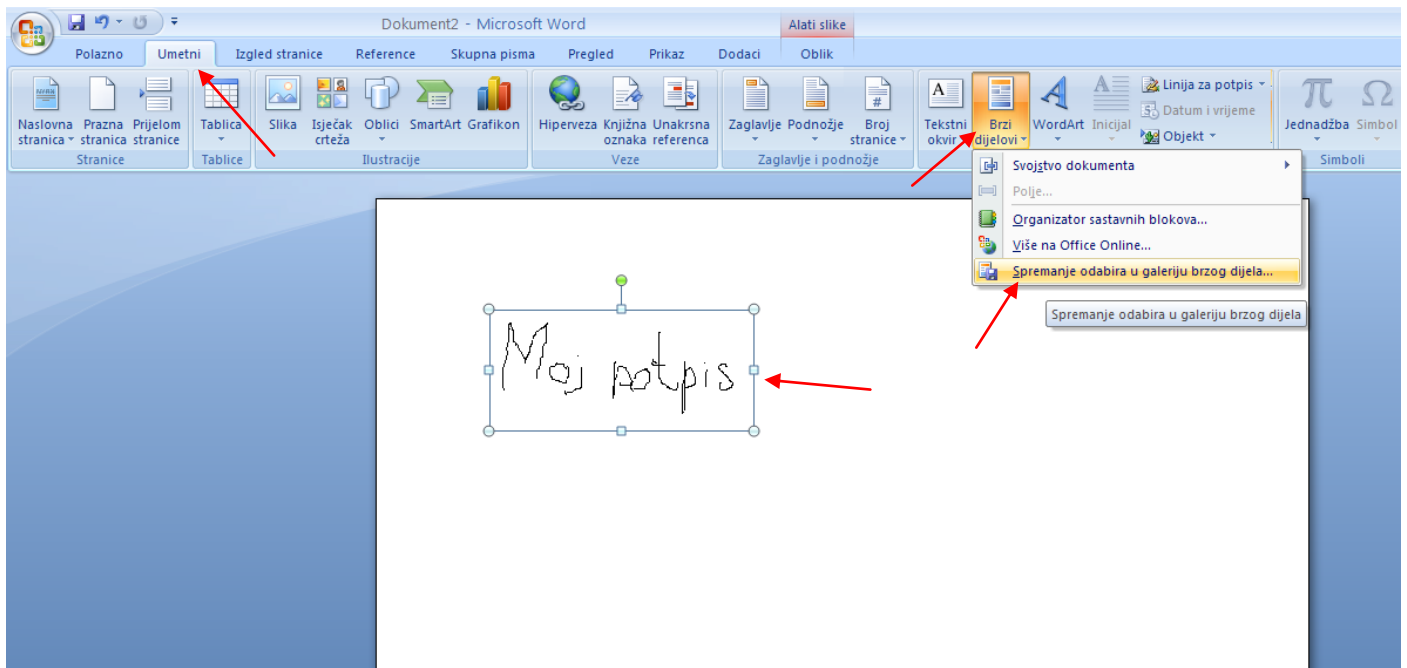 Dokument2 - Microsoft Word
Alati slike
Polazno Umetni Izgled stranice Reference Skupna pisma Pregled Prikaz Dodaci Oblik
Naslovna stranica
Prazna stranica
Prijelom stranice
Stranice
Tablica
Tablice
Slika
Isječak crteža
Oblici
SmartArt
Grafikon
Ilustracije
Hiperveza
Knjižna oznaka
Unakrsna referenca
Veze
Zaglavlje
Podnožje
Broj stranice
Zaglavlje i podnožje
Tekstni okvir
Brzi dijelovi
WordArt
Inicijal
Linija za potpis
Datum i vrijeme
Objekt
Jednadžba
Simbol
Simboli
Svojstvo dokumenta
Polje...
Organizator sastavnih blokova...
Više na Office Online...
Spremanje odabira u galeriju brzog dijela...
Spremanje odabira u galeriju brzog dijela
Moj potpis